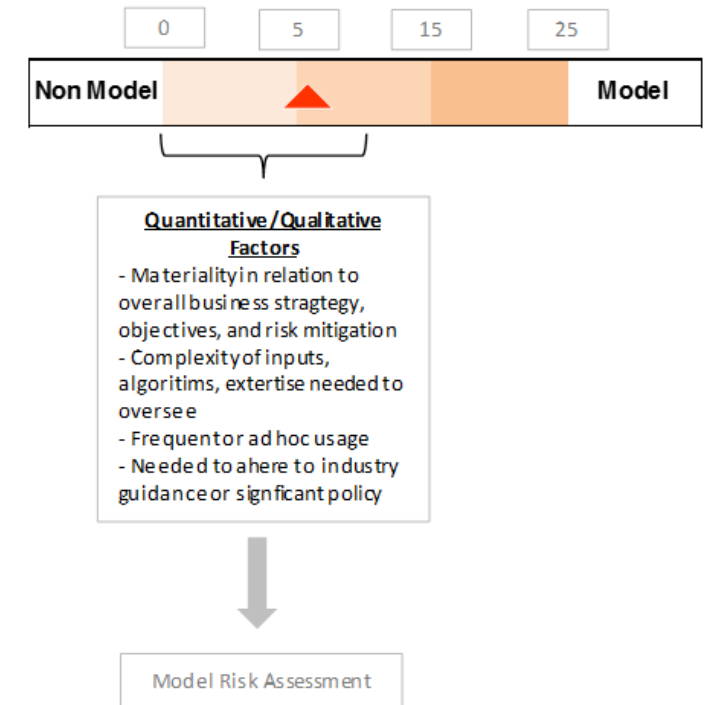 0 5 15 25
Non Model Model
Quantitative/Qualitative
Factors
- Materiality in relation to
overall business stragtegy,
objectives, and risk mitigation
- Complexity of inputs,
algoritims, extertise needed to
oversee
- Frequent or ad hoc usage
- Needed to ahere to industry
guidance or signficant policy
Model Risk Assessment